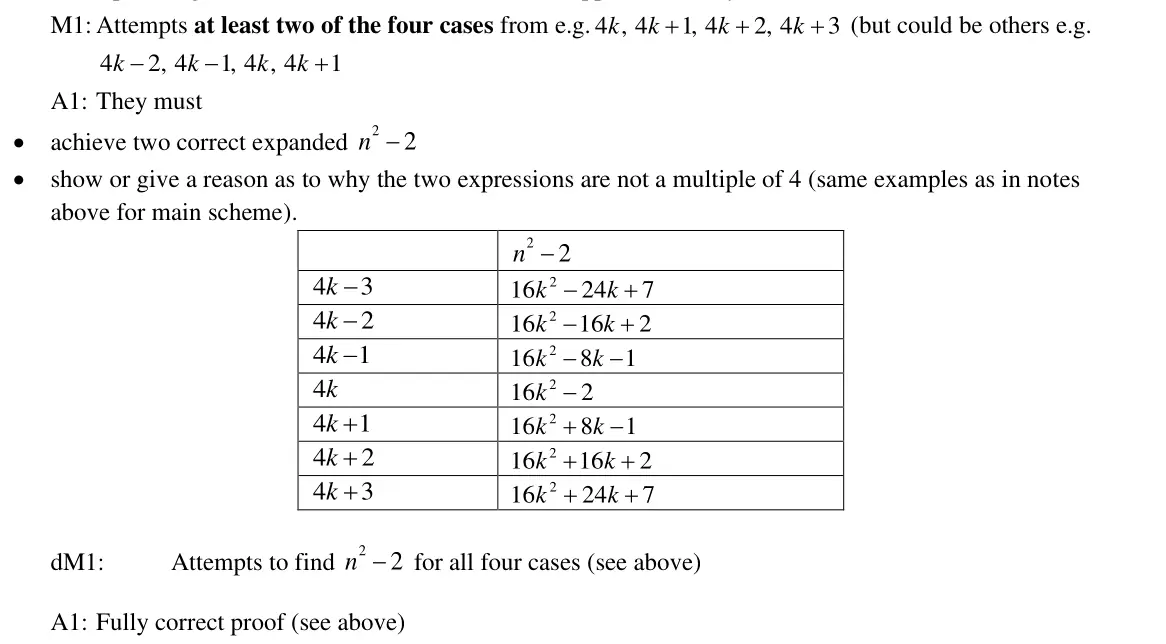 M1: Attempts at least two of the four cases from e.g. 4k, 4k +1, 4k + 2, 4k + 3 (but could be others e.g.
4k − 2, 4k −1, 4k, 4k +1
A1: They must
• achieve two correct expanded n² − 2
• show or give a reason as to why the two expressions are not a multiple of 4 (same examples as in notes
above for main scheme).
n² − 2
4k − 3 16k² − 24k + 7
4k − 2 16k² −16k + 2
4k −1 16k² − 8k −1
4k 16k² − 2
4k +1 16k² + 8k −1
4k + 2 16k² +16k + 2
4k + 3 16k² + 24k + 7
dM1: Attempts to find n² − 2 for all four cases (see above)
A1: Fully correct proof (see above)